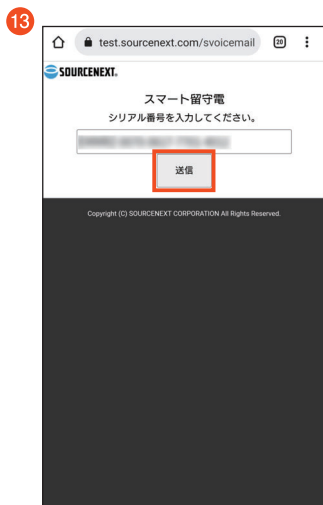 13
test.sourcenext.com/svoicemail
20
SOURCENEXT.
スマート留守電
シリアル番号を入力してください。
送信
Copyright (C) SOURCENEXT CORPORATION All Rights Reserved.